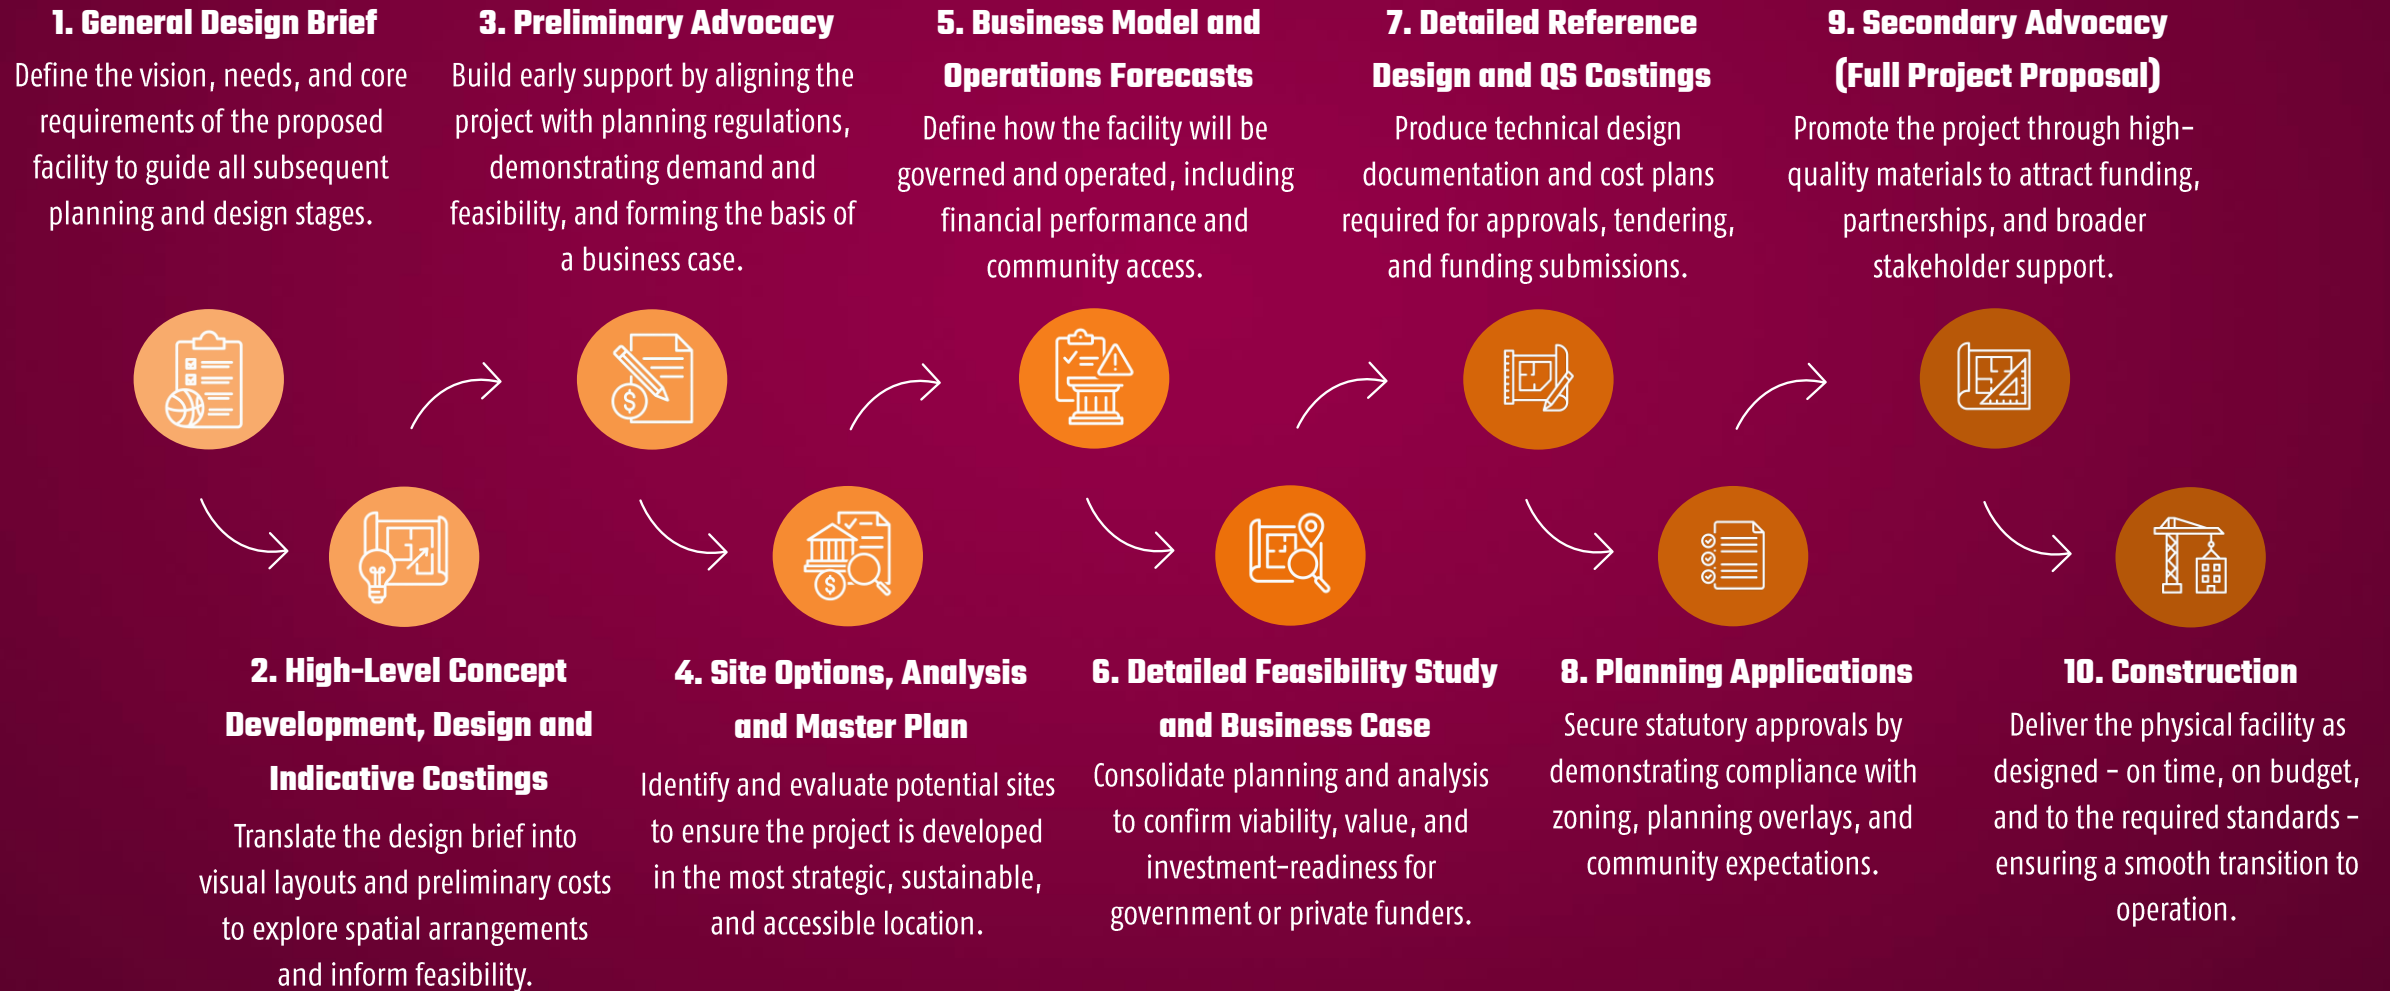 1. General Design Brief
Define the vision, needs, and core
requirements of the proposed
facility to guide all subsequent
planning and design stages.
2. High-Level Concept
Development, Design and
Indicative Costings
Translate the design brief into
visual layouts and preliminary costs
to explore spatial arrangements
and inform feasibility.
3. Preliminary Advocacy
Build early support by aligning the
project with planning regulations,
demonstrating demand and
feasibility, and forming the basis of
a business case.
4. Site Options, Analysis
and Master Plan
Identify and evaluate potential sites
to ensure the project is developed
in the most strategic, sustainable,
and accessible location.
5. Business Model and
Operations Forecasts
Define how the facility will be
governed and operated, including
financial performance and
community access.
6. Detailed Feasibility Study
and Business Case
Consolidate planning and analysis
to confirm viability, value, and
investment-readiness for
government or private funders.
7. Detailed Reference
Design and QS Costings
Produce technical design
documentation and cost plans
required for approvals, tendering,
and funding submissions.
8. Planning Applications
Secure statutory approvals by
demonstrating compliance with
zoning, planning overlays, and
community expectations.
9. Secondary Advocacy
(Full Project Proposal)
Promote the project through high-
quality materials to attract funding,
partnerships, and broader
stakeholder support.
10. Construction
Deliver the physical facility as
designed - on time, on budget,
and to the required standards -
ensuring a smooth transition to
operation.